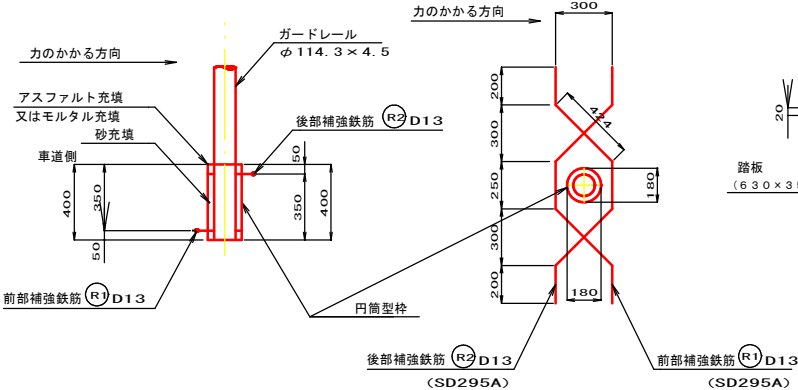 力のかかる方向
ガードレール
φ114.3×4.5
アスファルト充填
又はモルタル充填
砂充填
車道側
後部補強鉄筋 R2 D13
50
350
400
400
350
50
前部補強鉄筋 R1 D13
円筒型枠
力のかかる方向
300
200
300
424
250
180
300
200
180
後部補強鉄筋 R2 D13
(SD295A)
前部補強鉄筋 R1 D13
(SD295A)
20
踏板